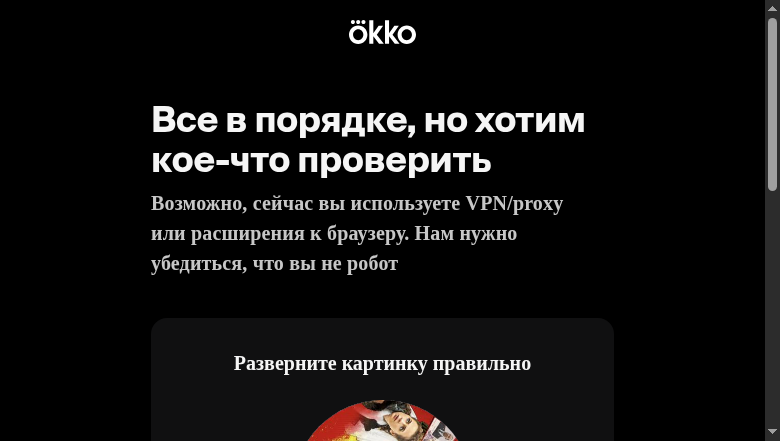 ökko
Все в порядке, но хотим
кое-что проверить
Возможно, сейчас вы используете VPN/proxy
или расширения к браузеру. Нам нужно
убедиться, что вы не робот
Разверните картинку правильно